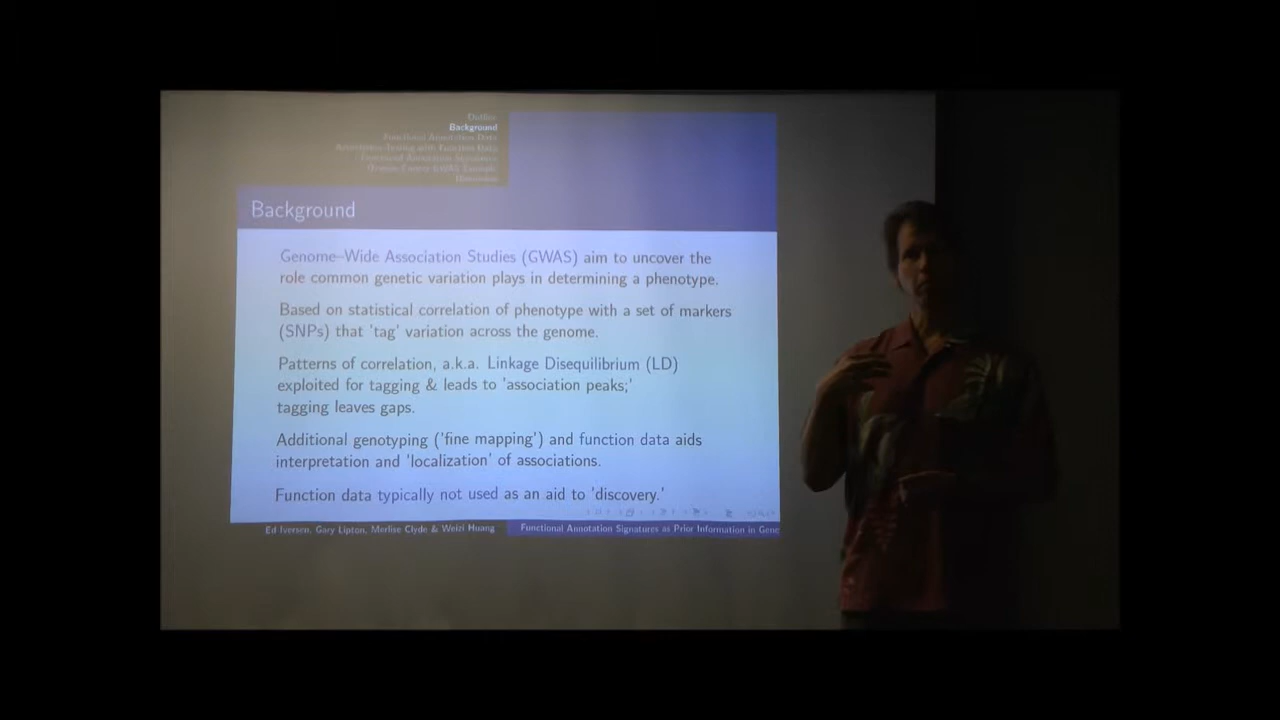 Outline
Background
Functional Annotation Data
Association Testing with Function Data
Functional Annotation Signatures
Ovarian Cancer GWAS Example
Discussion
Background
Genome–Wide Association Studies (GWAS) aim to uncover the
role common genetic variation plays in determining a phenotype.
Based on statistical correlation of phenotype with a set of markers
(SNPs) that 'tag' variation across the genome.
Patterns of correlation, a.k.a. Linkage Disequilibrium (LD)
exploited for tagging & leads to 'association peaks;'
tagging leaves gaps.
Additional genotyping ('fine mapping') and function data aids
interpretation and 'localization' of associations.
Function data typically not used as an aid to 'discovery.'
Ed Iversen, Gary Lipton, Merlise Clyde & Weizi Huang
Functional Annotation Signatures as Prior Information in Genc